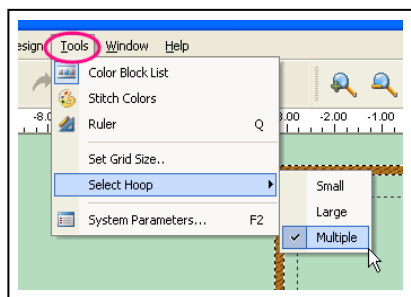 esign Tools Window Help
Color Block List
Stitch Colors
Ruler Q
Set Grid Size..
Select Hoop
System Parameters... F2
Small
Large
Multiple
-8.0 3.00 -2.00 -1.00